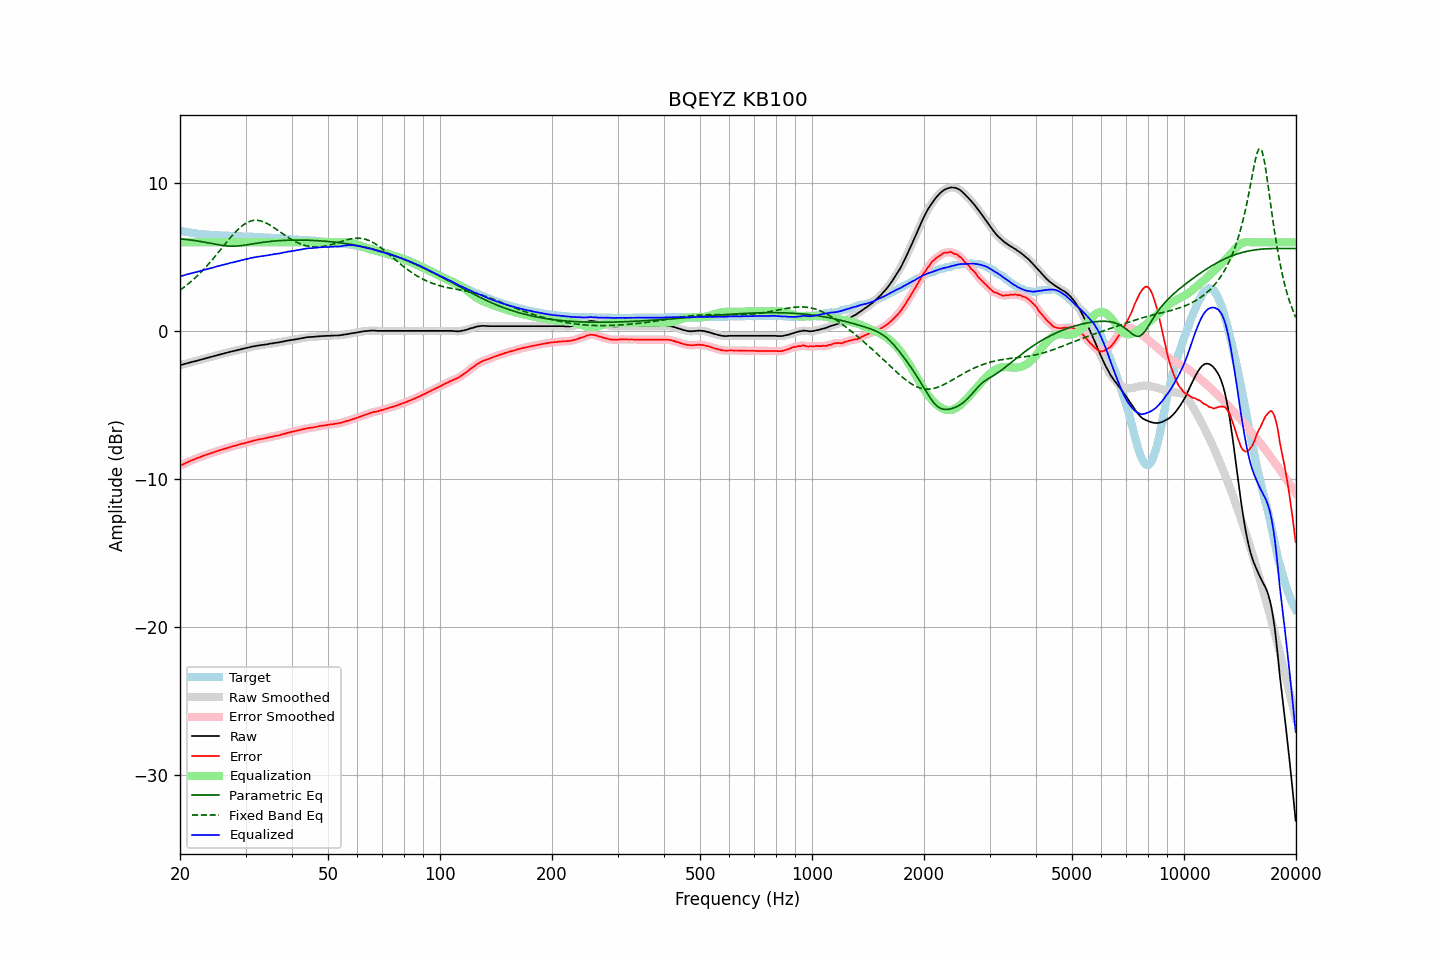 BQEYZ KB100
Amplitude (dBr)
10
0
−10
−20
−30
Target
Raw Smoothed
Error Smoothed
Raw
Error
Equalization
Parametric Eq
Fixed Band Eq
Equalized
20 50 100 200 500 1000 2000 5000 10000 20000
Frequency (Hz)